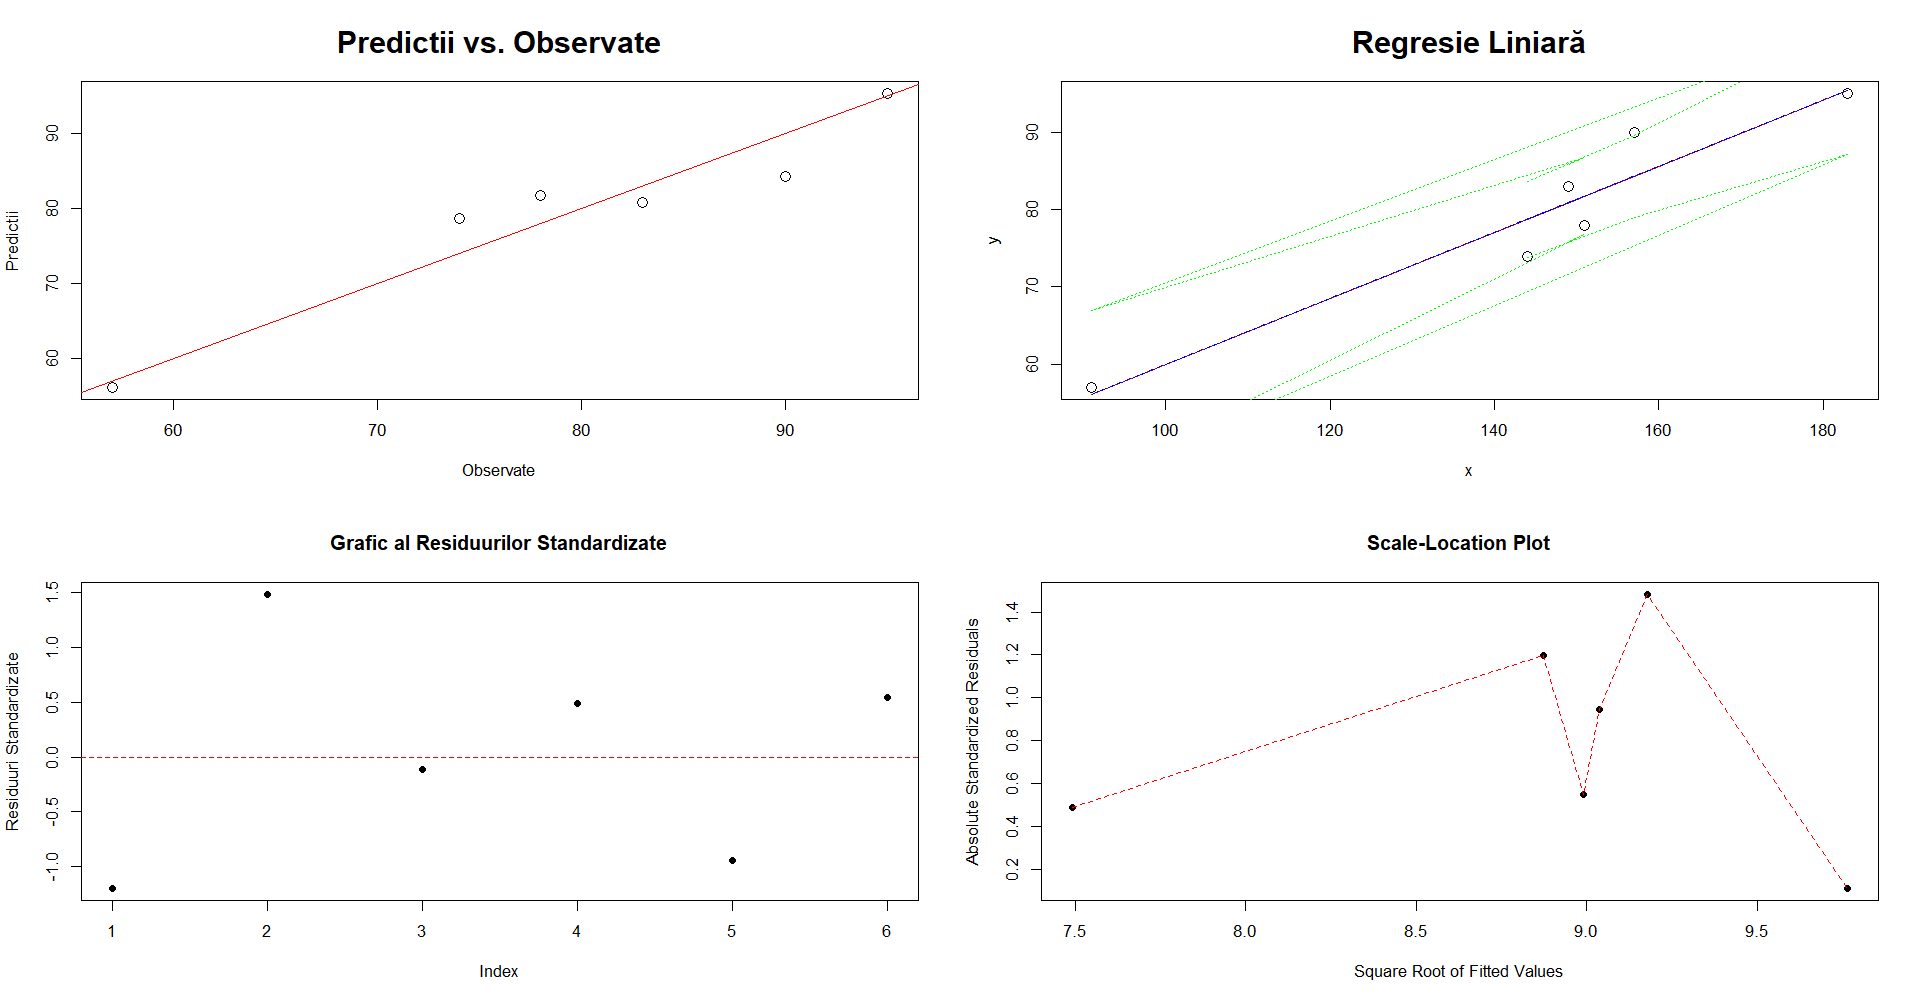 Predictii vs. Observate
Predictii
90
80
70
60
60 70 80 90
Observate
Regresie Liniară
y
90
80
70
60
100 120 140 160 180
x
Grafic al Residuurilor Standardizate
Residuuri Standardizate
1.5
1.0
0.5
0.0
-0.5
-1.0
1 2 3 4 5 6
Index
Scale-Location Plot
Absolute Standardized Residuals
1.4
1.2
1.0
0.8
0.6
0.4
0.2
7.5 8.0 8.5 9.0 9.5
Square Root of Fitted Values